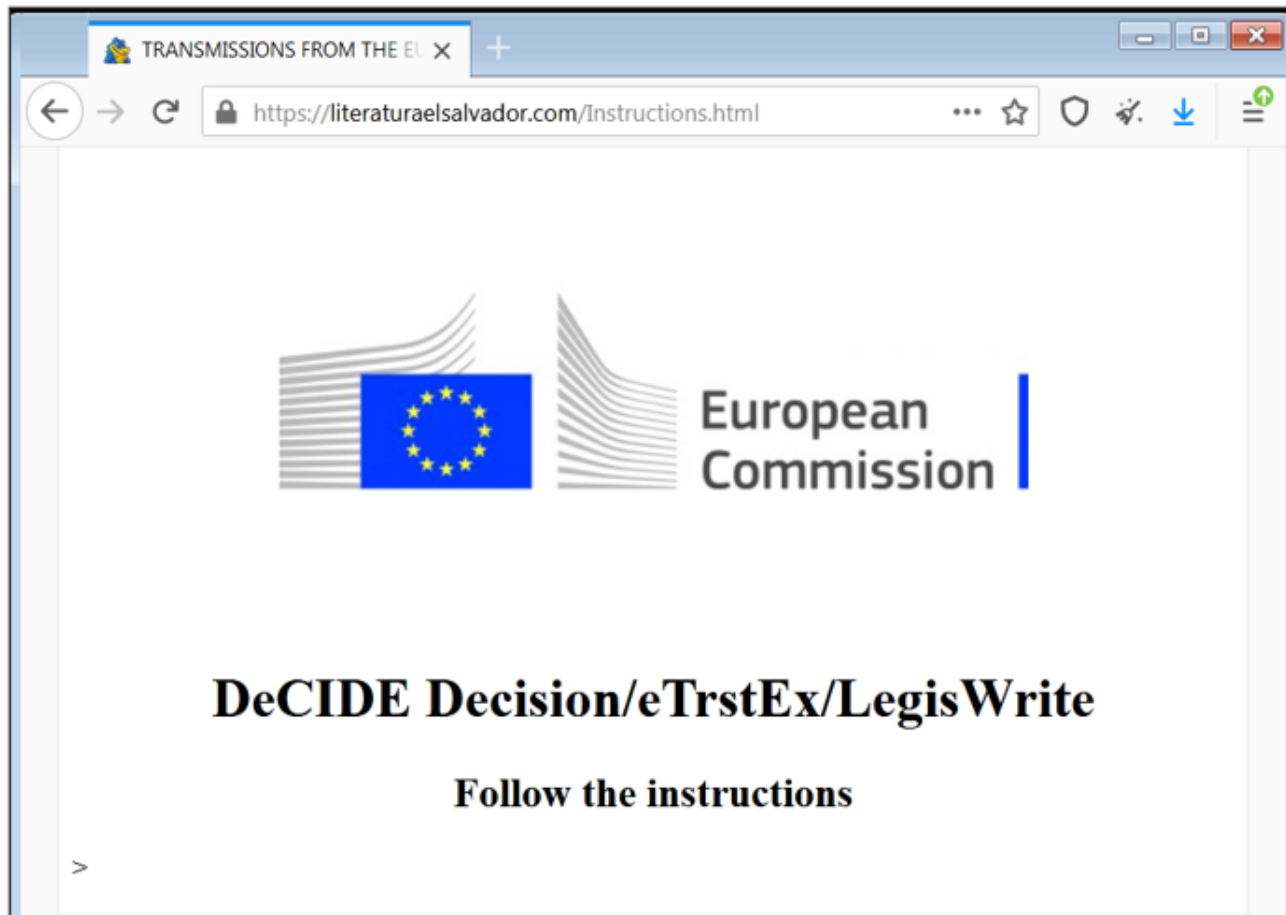 TRANSMISSIONS FROM THE EU
https://literaturaelsalvador.com/Instructions.html
European
Commission
DeCIDE Decision/eTrstEx/LegisWrite
Follow the instructions
>